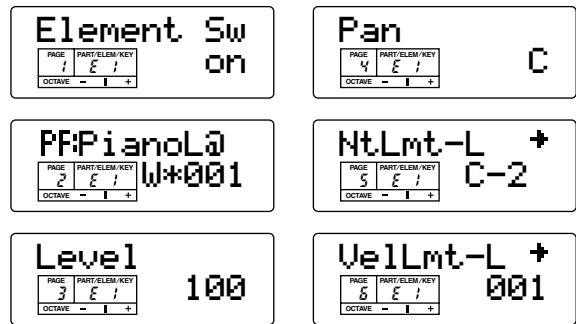 Element Sw
PAGE PART/ELEM/KEY
1 E 1 on
OCTAVE − +
PF:PianoL@
PAGE PART/ELEM/KEY
2 E 1 W*001
OCTAVE − +
Level
PAGE PART/ELEM/KEY
3 E 1 100
OCTAVE − +
Pan
PAGE PART/ELEM/KEY
4 E 1 C
OCTAVE − +
NtLmt-L →
PAGE PART/ELEM/KEY
5 E 1 C-2
OCTAVE − +
VelLmt-L →
PAGE PART/ELEM/KEY
6 E 1 001
OCTAVE − +